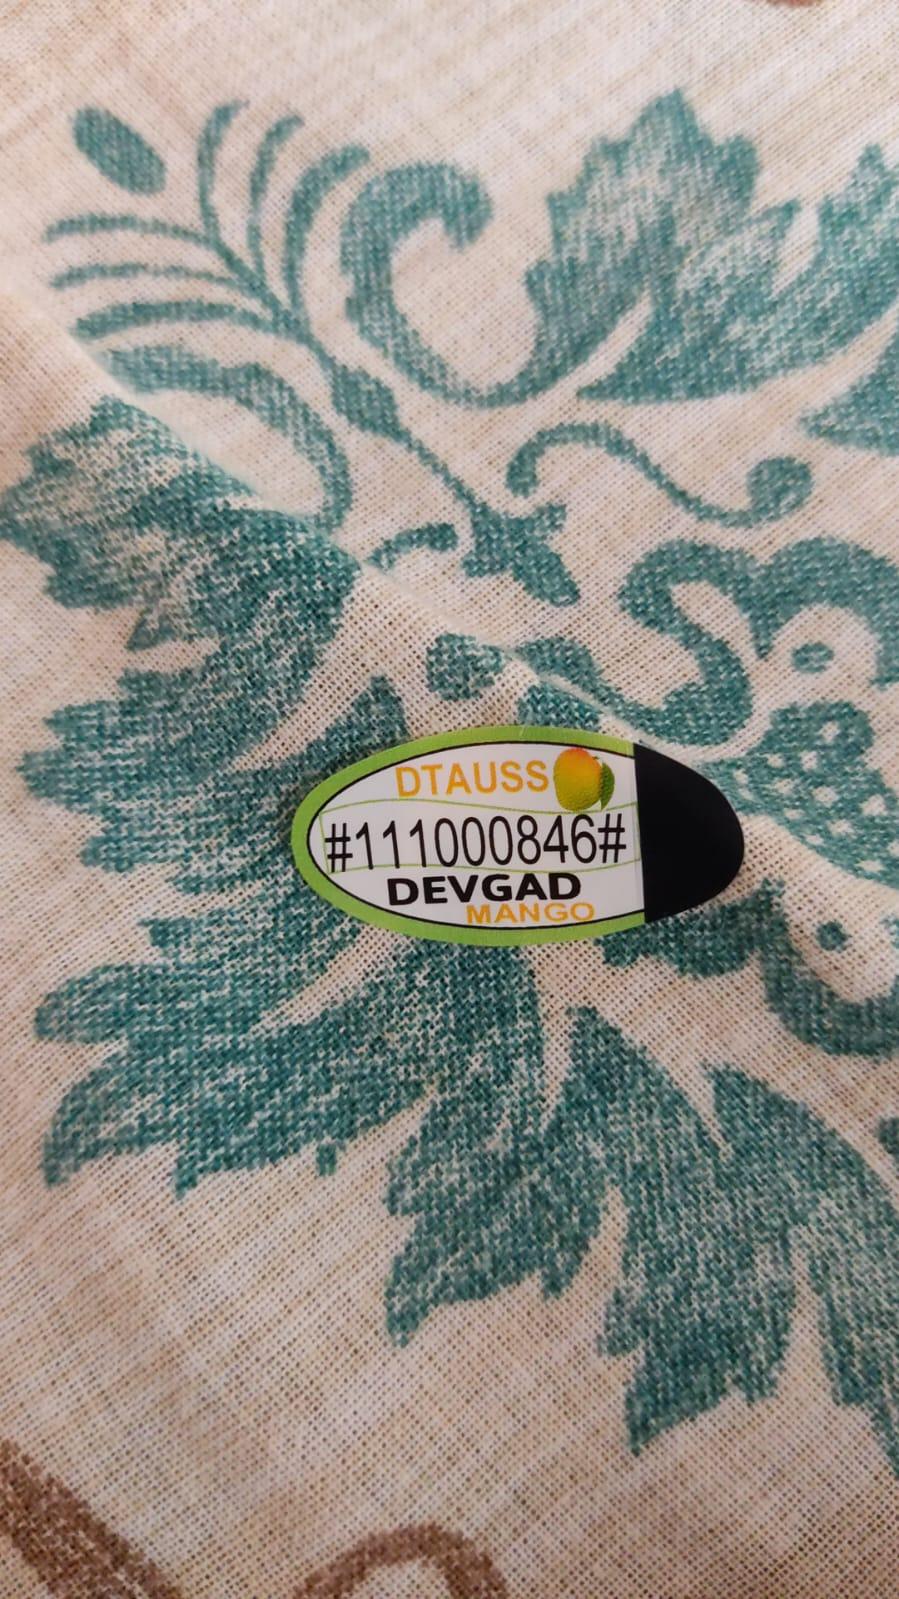 DTAUSS
#111000846#
DEVGAD
MANGO